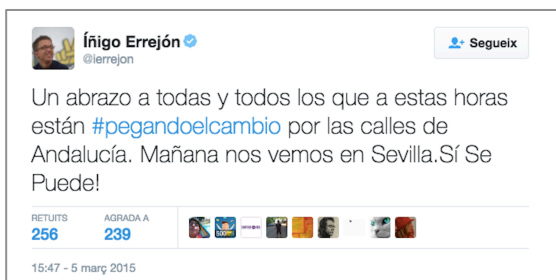 Íñigo Errejón
@ierrejon
Segueix
Un abrazo a todas y todos los que a estas horas
están #pegandoelcambio por las calles de
Andalucía. Mañana nos vemos en Sevilla.Sí Se
Puede!
RETUITS AGRADA A
256 239
15:47 - 5 març 2015